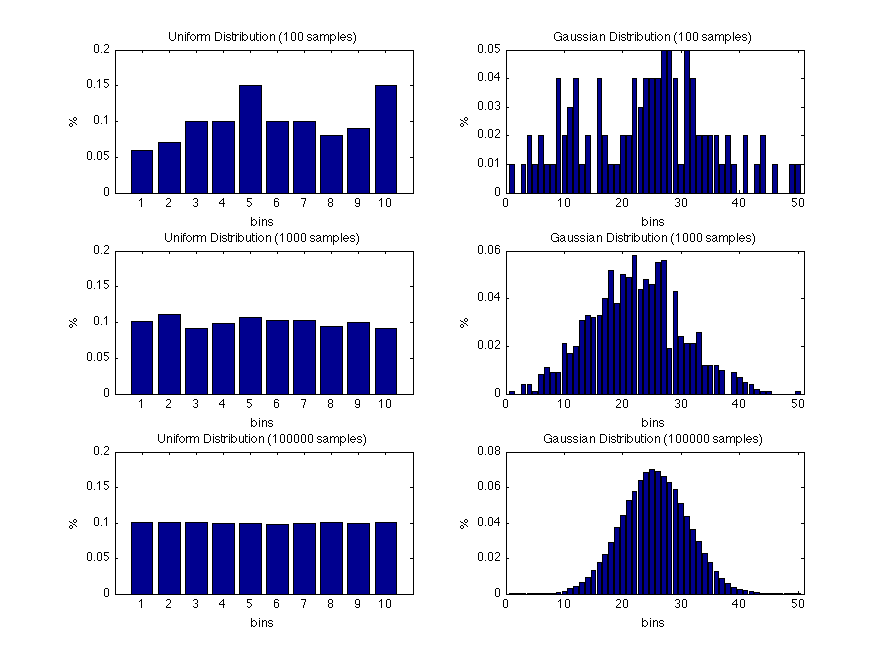 Uniform Distribution (100 samples)
0.2
0.15
0.1
0.05
0
%
1 2 3 4 5 6 7 8 9 10
bins
Gaussian Distribution (100 samples)
0.05
0.04
0.03
0.02
0.01
0
%
0 10 20 30 40 50
bins
Uniform Distribution (1000 samples)
0.2
0.15
0.1
0.05
0
%
1 2 3 4 5 6 7 8 9 10
bins
Gaussian Distribution (1000 samples)
0.06
0.04
0.02
0
%
0 10 20 30 40 50
bins
Uniform Distribution (100000 samples)
0.2
0.15
0.1
0.05
0
%
1 2 3 4 5 6 7 8 9 10
bins
Gaussian Distribution (100000 samples)
0.08
0.06
0.04
0.02
0
%
0 10 20 30 40 50
bins